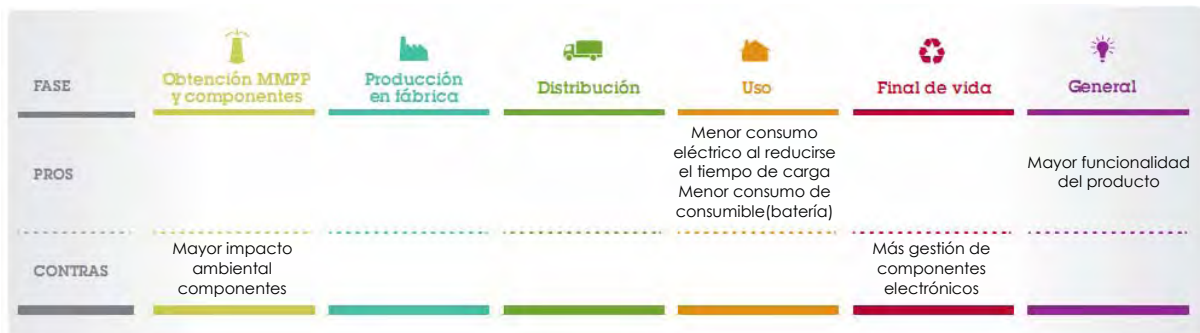 FASE
Obtención MMPP
y componentes
Producción
en fábrica
Distribución
Uso
Final de vida
General
PROS
Menor consumo
eléctrico al reducirse
el tiempo de carga
Menor consumo de
consumible(batería)
Mayor funcionalidad
del producto
CONTRAS
Mayor impacto
ambiental
componentes
Más gestión de
componentes
electrónicos